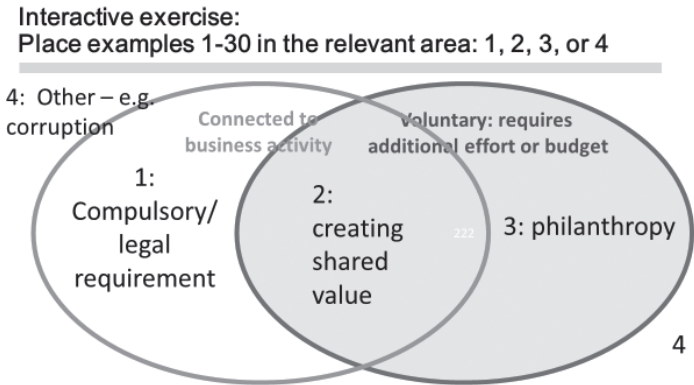 Interactive exercise:
Place examples 1-30 in the relevant area: 1, 2, 3, or 4
4: Other – e.g.
corruption
Connected to
business activity
Voluntary: requires
additional effort or budget
1:
Compulsory/
legal
requirement
2:
creating
shared
value
222
3: philanthropy
4